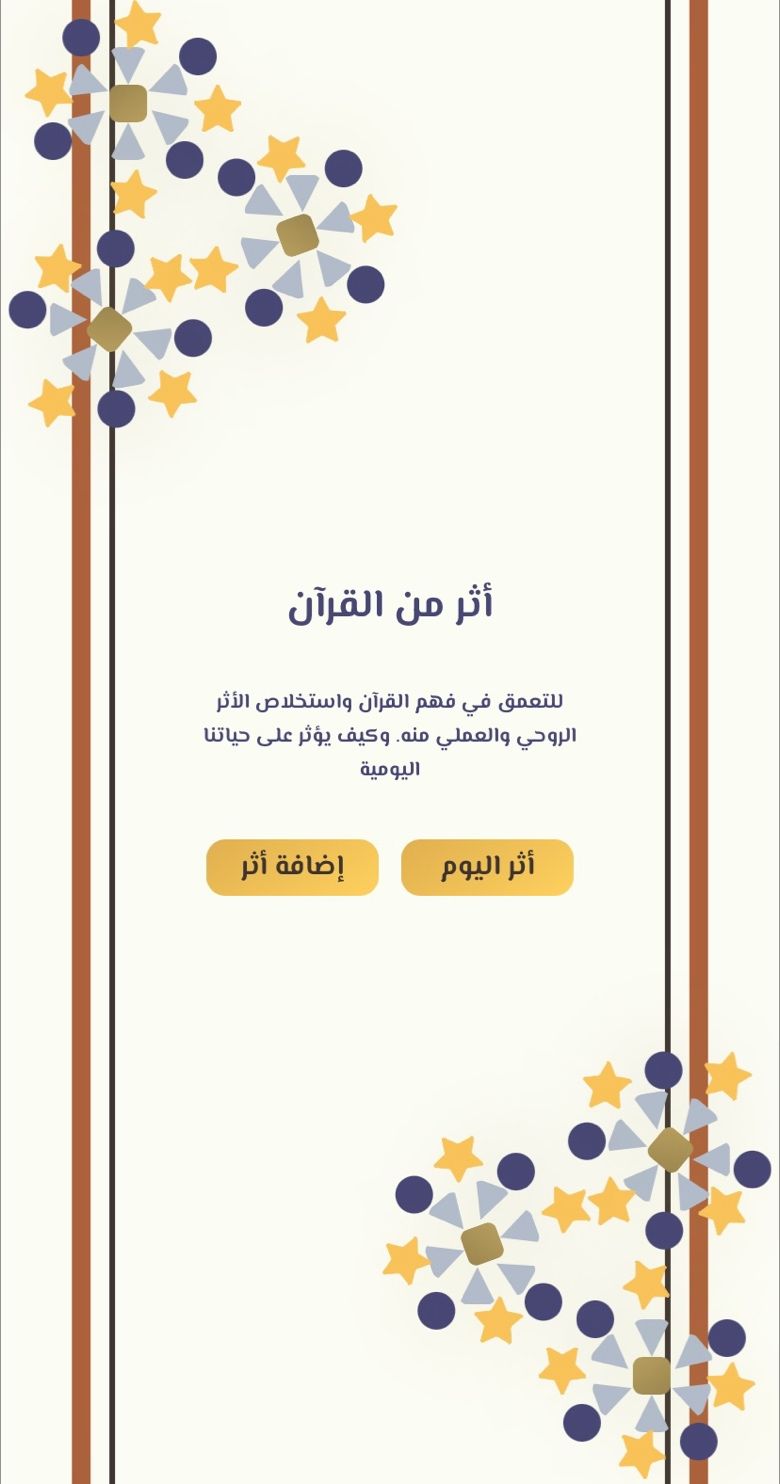 أثر من القرآن
للتعمق في فهم القرآن واستخلاص الأثر
الروحي والعملي منه. وكيف يؤثر على حياتنا
اليومية
أثر اليوم
إضافة أثر